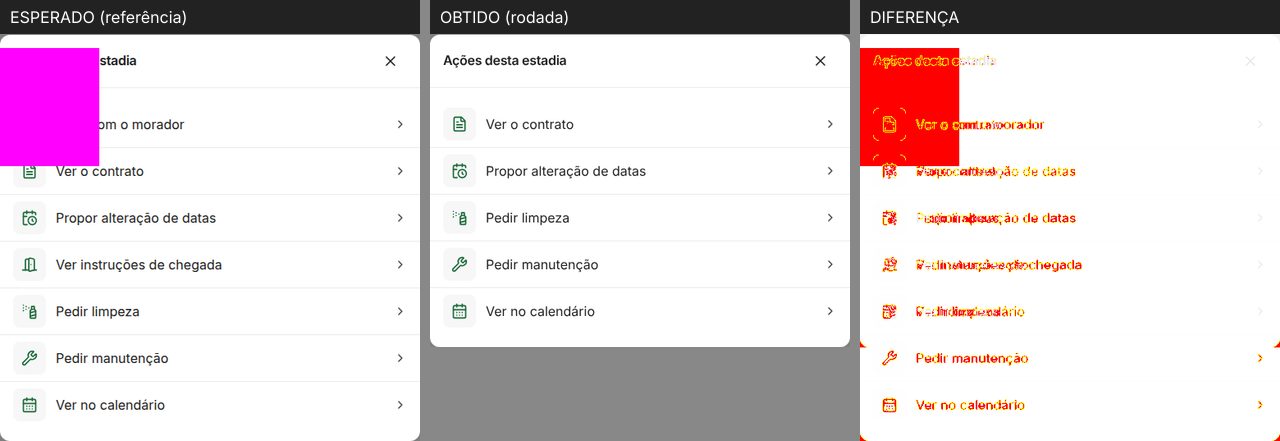 ESPERADO (referência)
stadia
om o morador
Ver o contrato
Propor alteração de datas
Ver instruções de chegada
Pedir limpeza
Pedir manutenção
Ver no calendário
OBTIDO (rodada)
Ações desta estadia
Ver o contrato
Propor alteração de datas
Pedir limpeza
Pedir manutenção
Ver no calendário
DIFERENÇA
Pedir manutenção
Ver no calendário